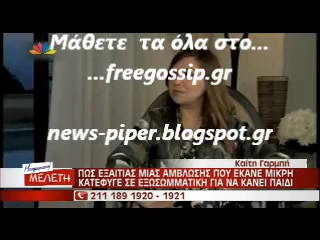 Μάθετε τα όλα στο...
...freegossip.gr
news-piper.blogspot.gr
Καίτη Γαρμπή
Μεσημεριανή
ΜΕΛΕΤΗ
ΠΩΣ ΕΞΑΙΤΙΑΣ ΜΙΑΣ ΑΜΒΛΩΣΗΣ ΠΟΥ ΕΚΑΝΕ ΜΙΚΡΗ
ΚΑΤΕΦΥΓΕ ΣΕ ΕΞΩΣΩΜΑΤΙΚΗ ΓΙΑ ΝΑ ΚΑΝΕΙ ΠΑΙΔΙ
211 189 1920 - 1921